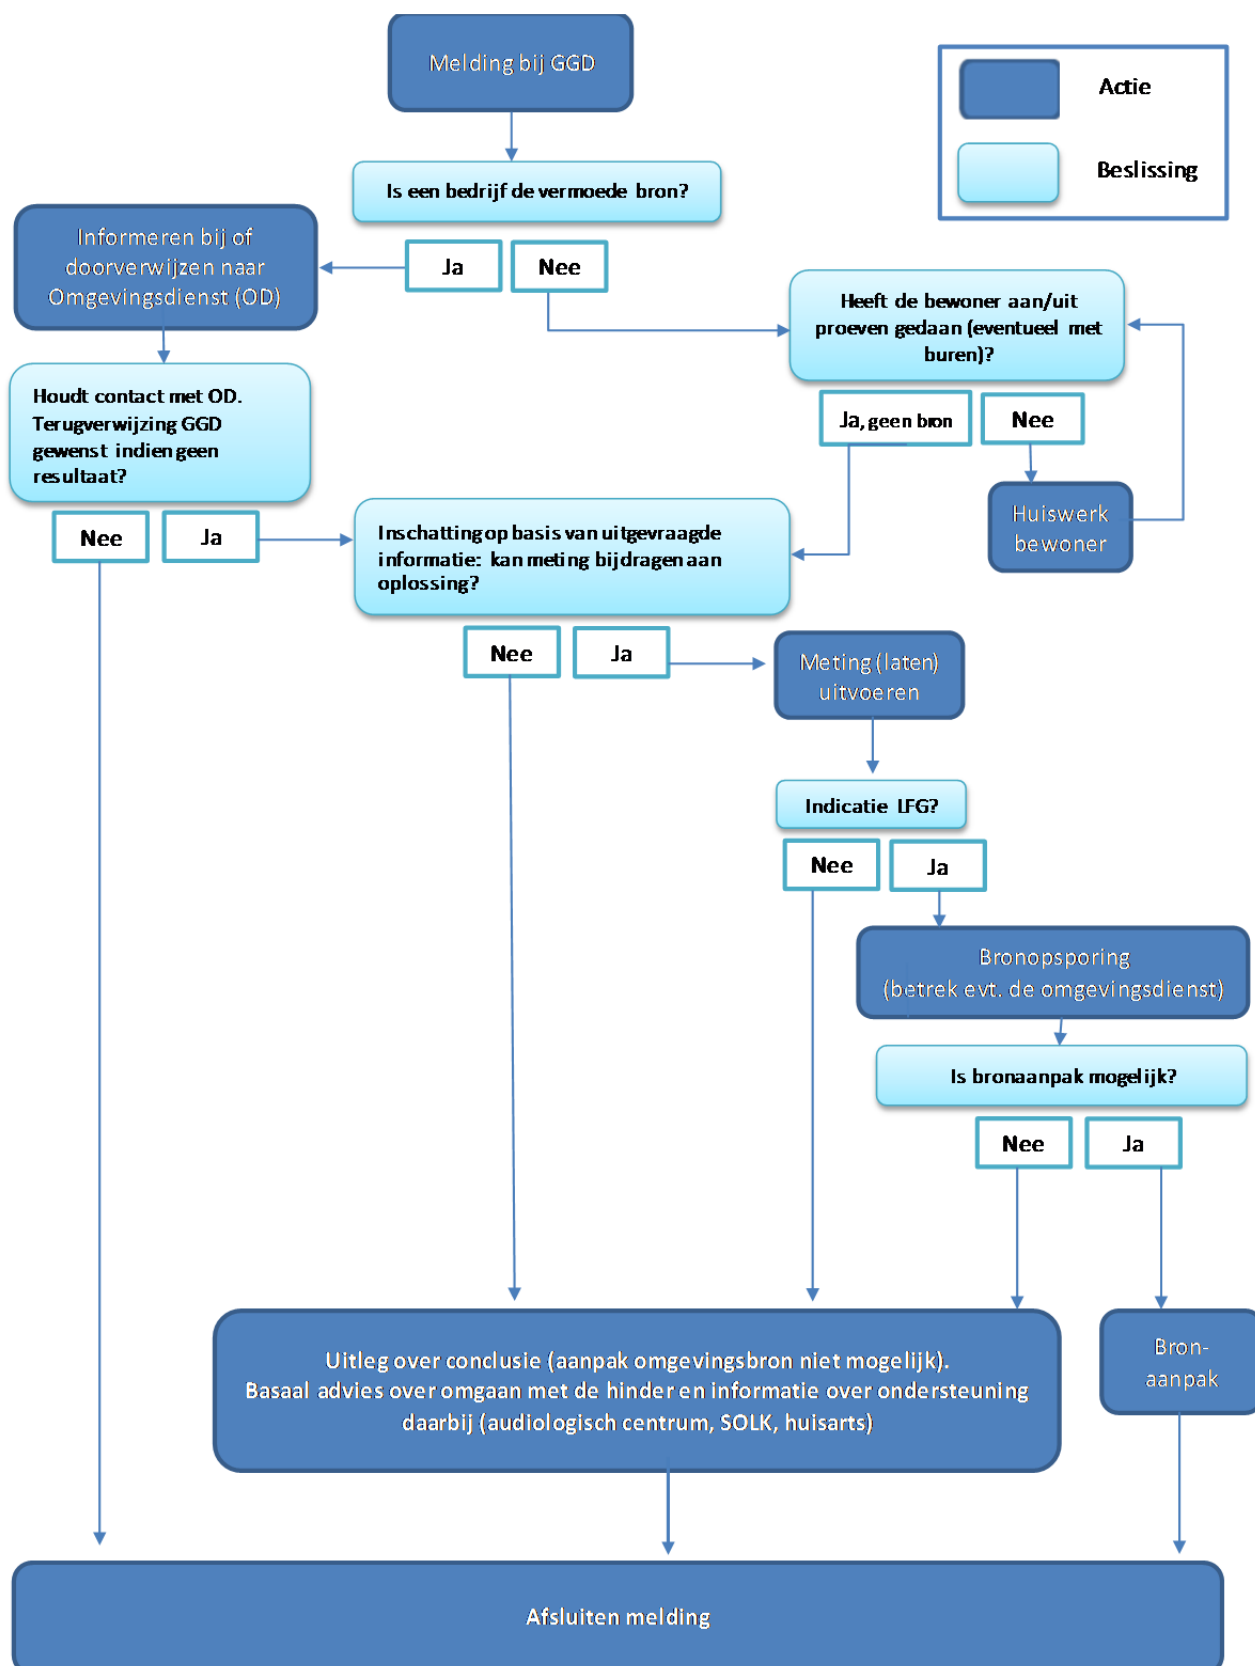 Melding bij GGD
Actie
Beslissing
Is een bedrijf de vermoede bron?
Ja
Nee
Informeren bij of
doorverwijzen naar
Omgevingsdienst (OD)
Heeft de bewoner aan/uit
proeven gedaan (eventueel met
buren)?
Houdt contact met OD.
Terugverwijzing GGD
gewenst indien geen
resultaat?
Ja, geen bron
Nee
Huiswerk
bewoner
Nee
Ja
Inschatting op basis van uitgevraagde
informatie: kan meting bijdragen aan
oplossing?
Nee
Ja
Meting (laten)
uitvoeren
Indicatie LFG?
Nee
Ja
Bronopsporing
(betrek evt. de omgevingsdienst)
Is bronaanpak mogelijk?
Nee
Ja
Uitleg over conclusie (aanpak omgevingsbron niet mogelijk).
Basaal advies over omgaan met de hinder en informatie over ondersteuning
daarbij (audiologisch centrum, SOLK, huisarts)
Bron-
aanpak
Afsluiten melding